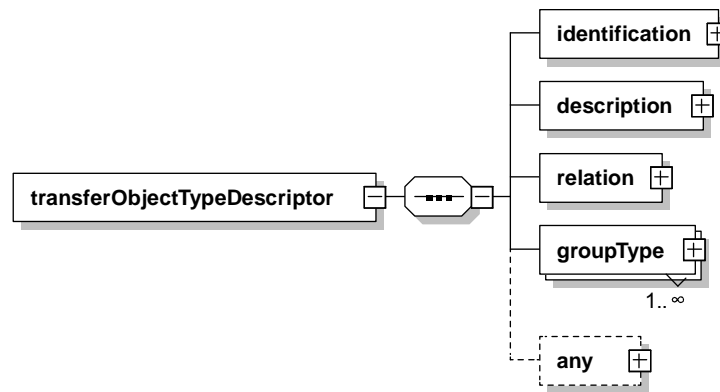 identification
description
transferObjectTypeDescriptor
relation
groupType
1.. ∞
any